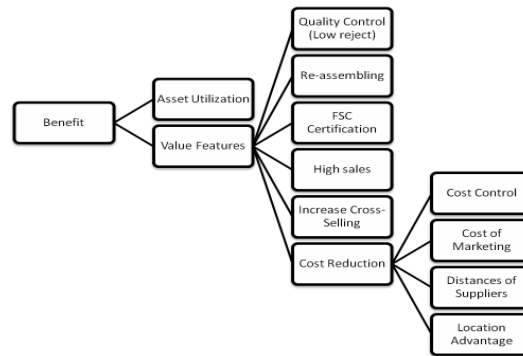 Benefit
Asset Utilization
Value Features
Quality Control
(Low reject)
Re-assembling
FSC
Certification
High sales
Increase Cross-
Selling
Cost Reduction
Cost Control
Cost of
Marketing
Distances of
Suppliers
Location
Advantage